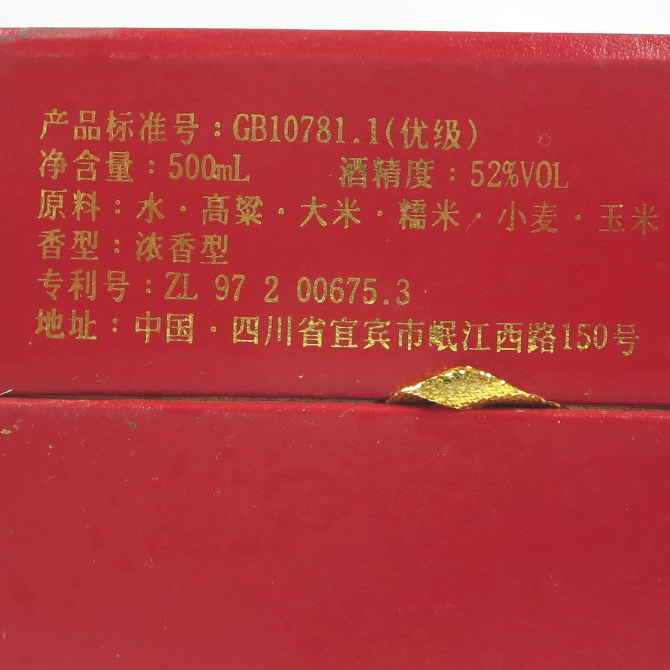 产品标准号：GB10781.1(优级)
净含量：500mL 酒精度：52%VOL
原料：水·高粱·大米·糯米·小麦·玉米
香型：浓香型
专利号：ZL 97 2 00675.3
地址：中国·四川省宜宾市岷江西路150号